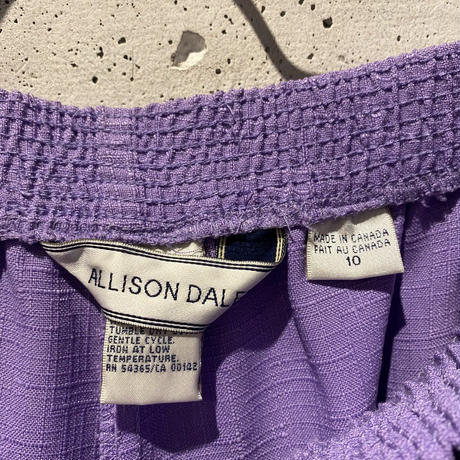 ALLISON DALE
MADE IN CANADA
FAIT AU CANADA
10
TUMBLE DRY
GENTLE CYCLE.
IRON AT LOW
TEMPERATURE.
RN 54365/CA 00142